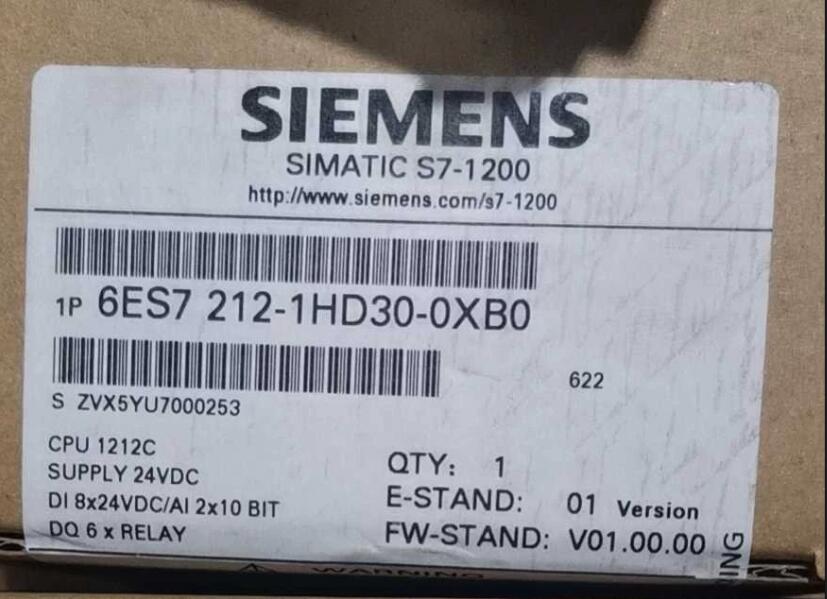 SIEMENS
SIMATIC S7-1200
http://www.siemens.com/s7-1200
1P 6ES7 212-1HD30-0XB0
622
S ZVX5YU7000253
CPU 1212C
SUPPLY 24VDC
DI 8x24VDC/AI 2x10 BIT
DQ 6 x RELAY
QTY: 1
E-STAND: 01 Version
FW-STAND: V01.00.00
WARNING
ING